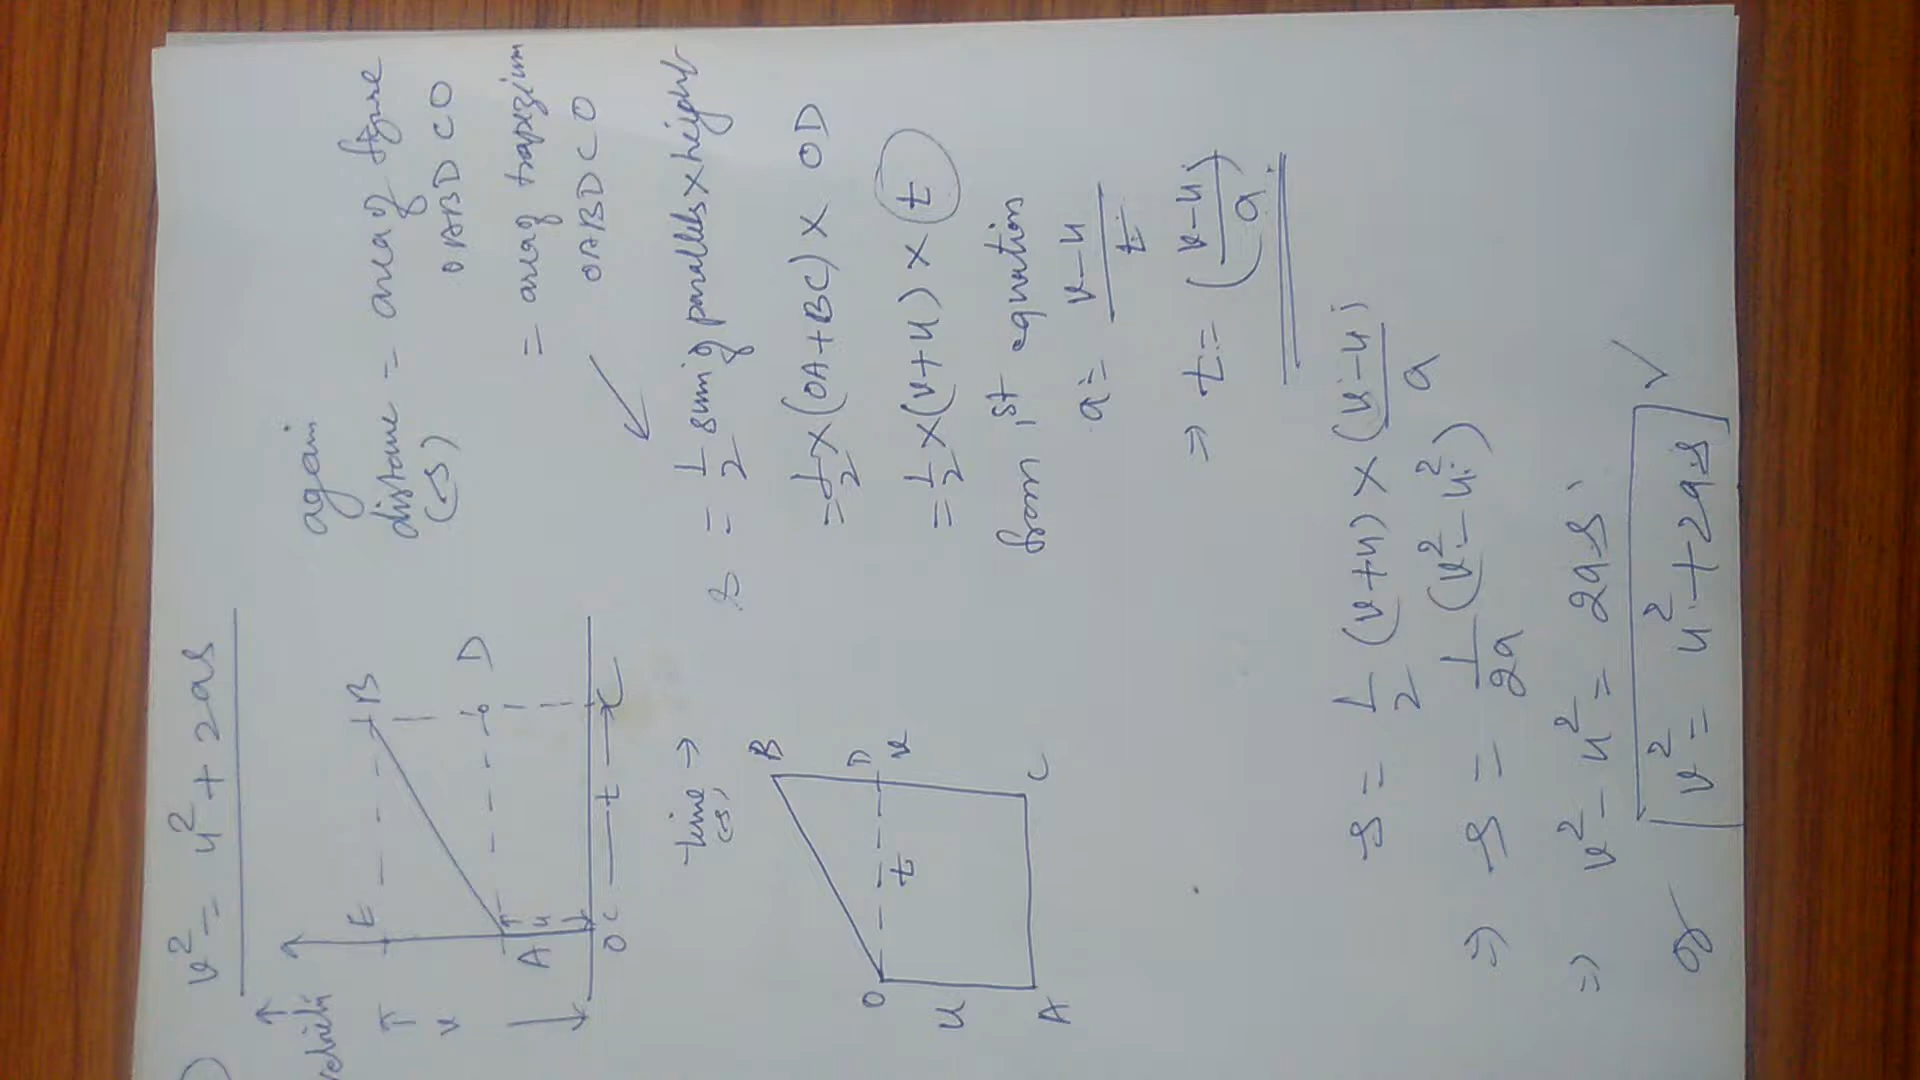 v² = u² + 2as
again
distance = area of figure
(s) OABDCO
= area of trapizium
OABDCO
s = 1/2 sum of parallels × height
= 1/2 × (OA + BC) × OD
= 1/2 × (v + u) × t
from 1st equation
a = v - u / t
⇒ t = (v - u / a)
↑
E B
T
v
A T D
u
O C
t
time →
(s)
B
O D
t v
u
A C
s = 1/2 (v + u) × (v - u) / a
⇒ s = 1/2a (v² - u²)
⇒ v² - u² = 2as
or v² = u² + 2as ✓